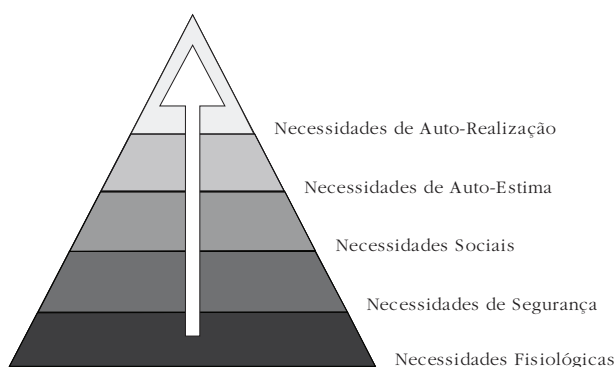 Necessidades de Auto-Realização
Necessidades de Auto-Estima
Necessidades Sociais
Necessidades de Segurança
Necessidades Fisiológicas